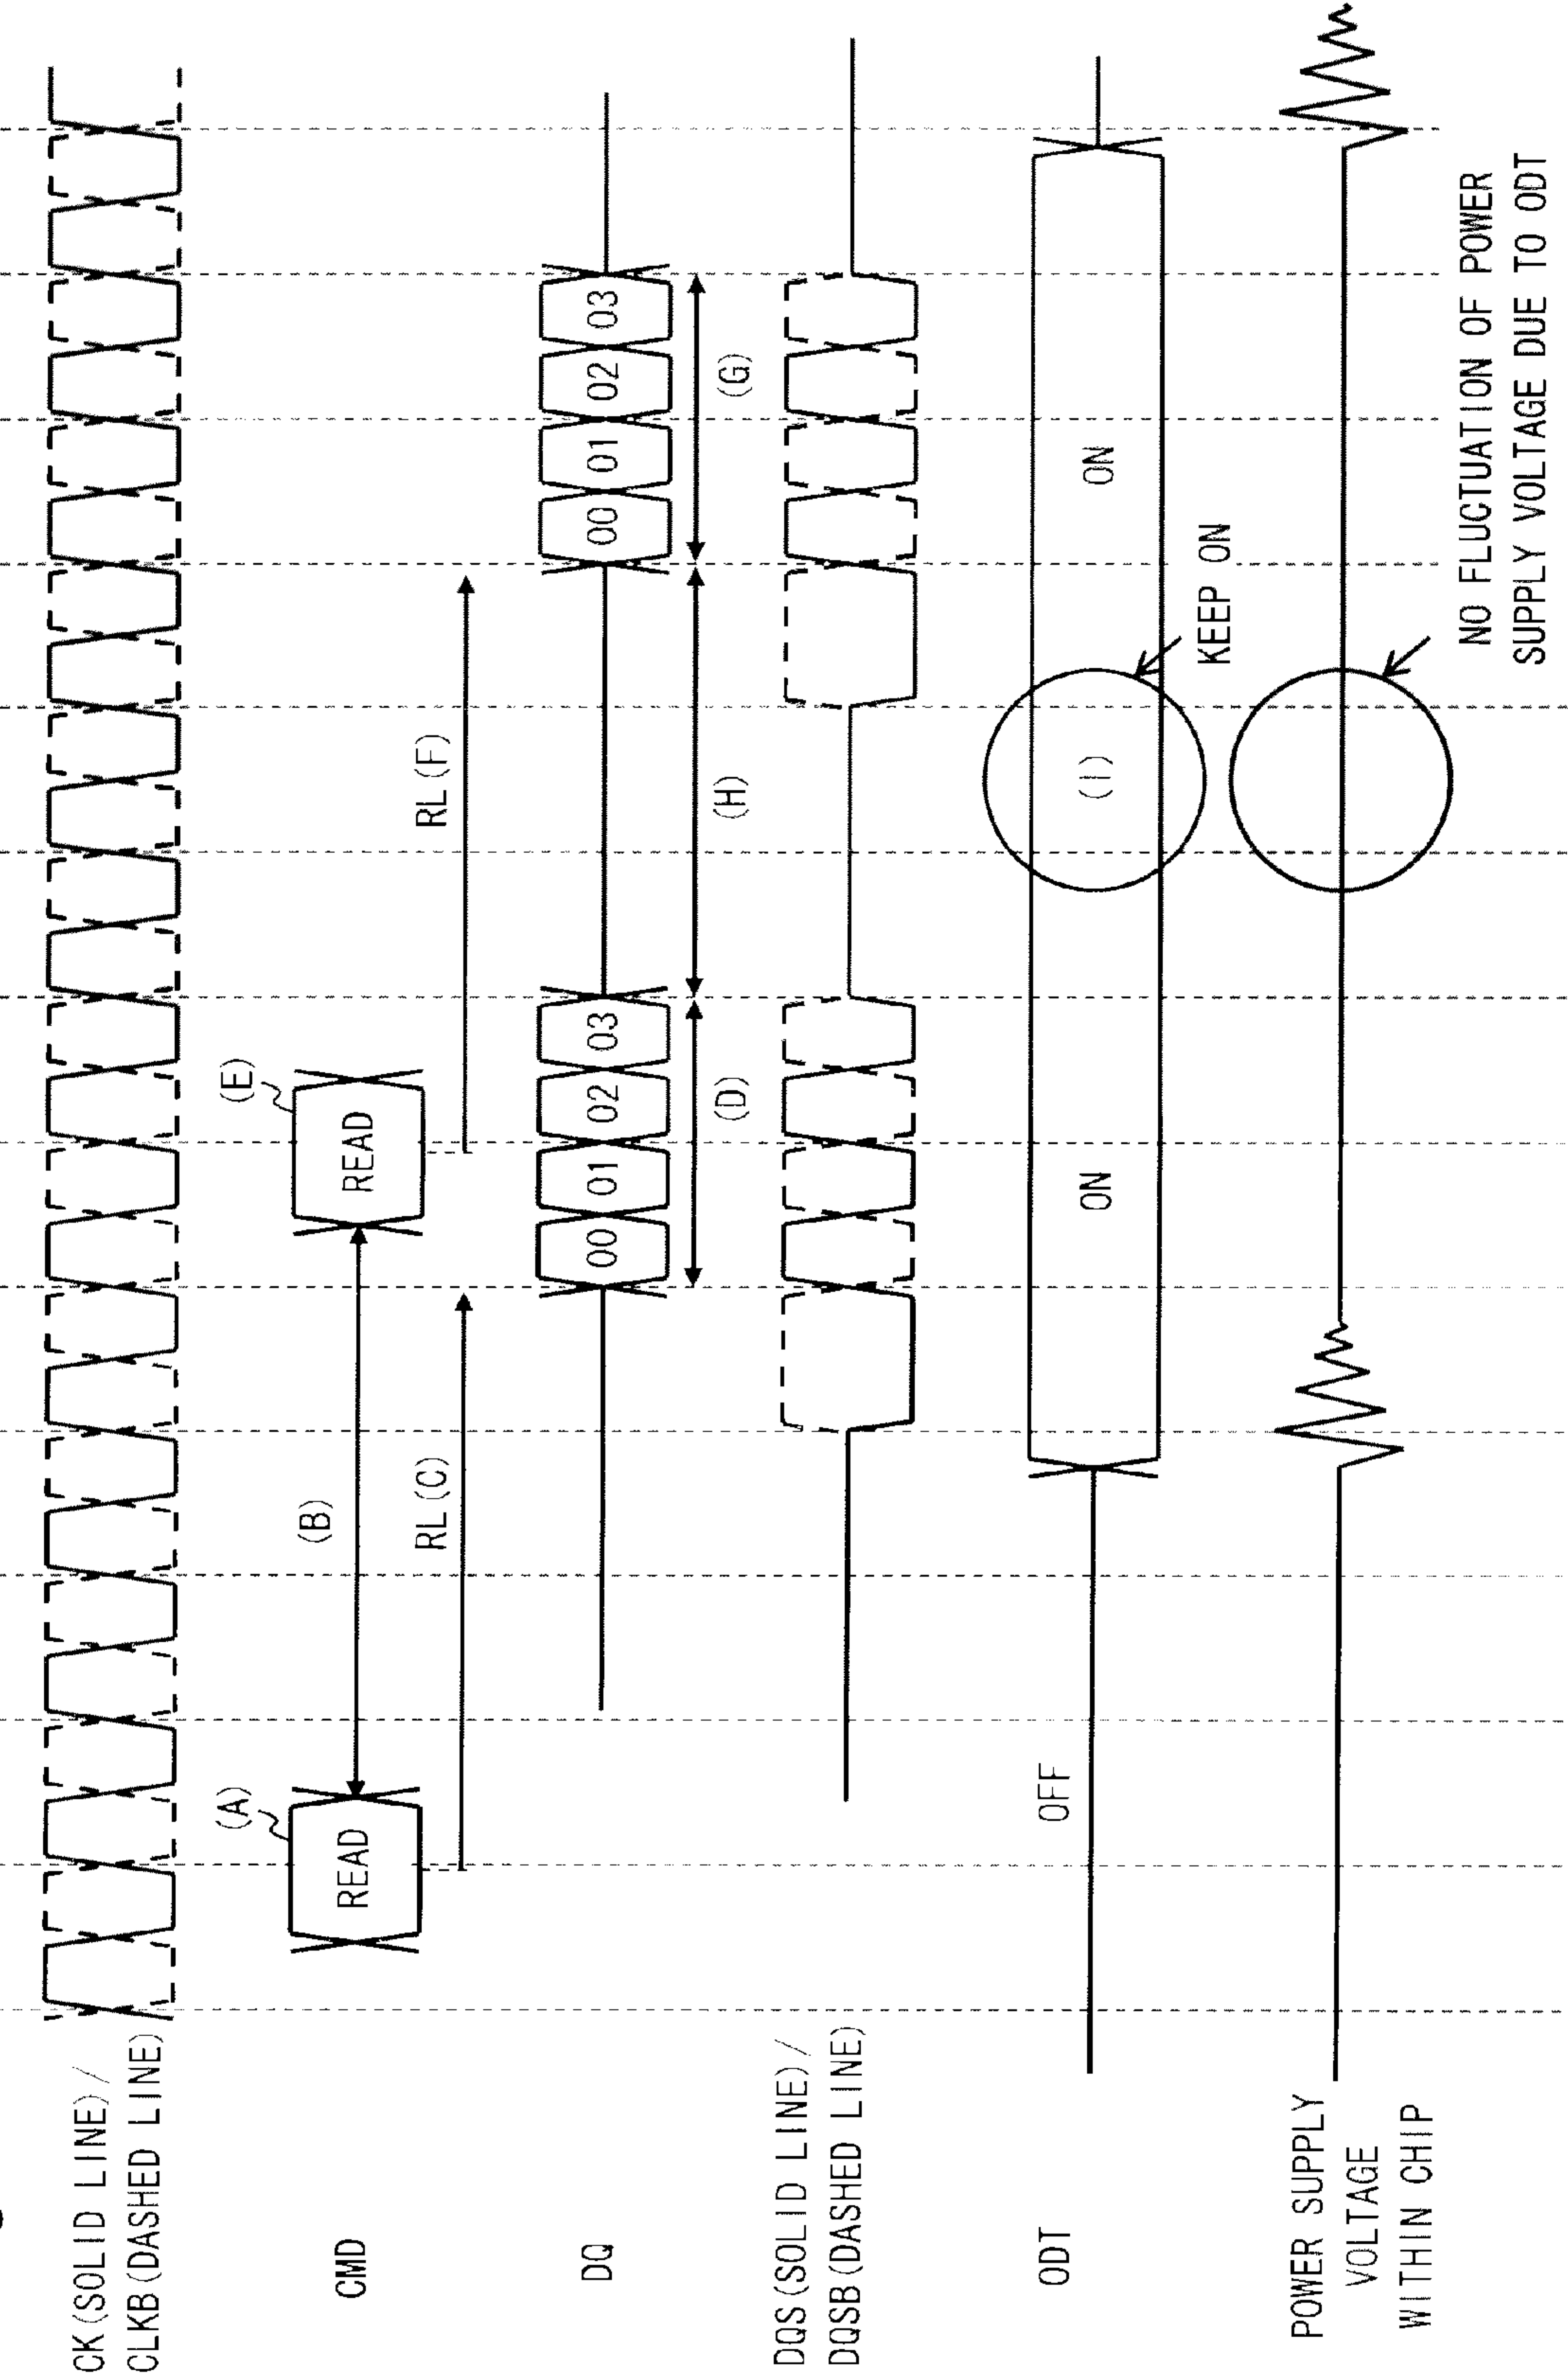 CK(SOLID LINE)/
CLKB(DASHED LINE)
CMD
(A)
READ
(B)
(E)
READ
RL(C)
RL(F)
DQ
00 01 02 03
00 01 02 03
(D)
(H)
(G)
DQS(SOLID LINE)/
DQSB(DASHED LINE)
ODT
OFF
ON
(I)
ON
KEEP ON
POWER SUPPLY
VOLTAGE
WITHIN CHIP
NO FLUCTUATION OF POWER
SUPPLY VOLTAGE DUE TO ODT